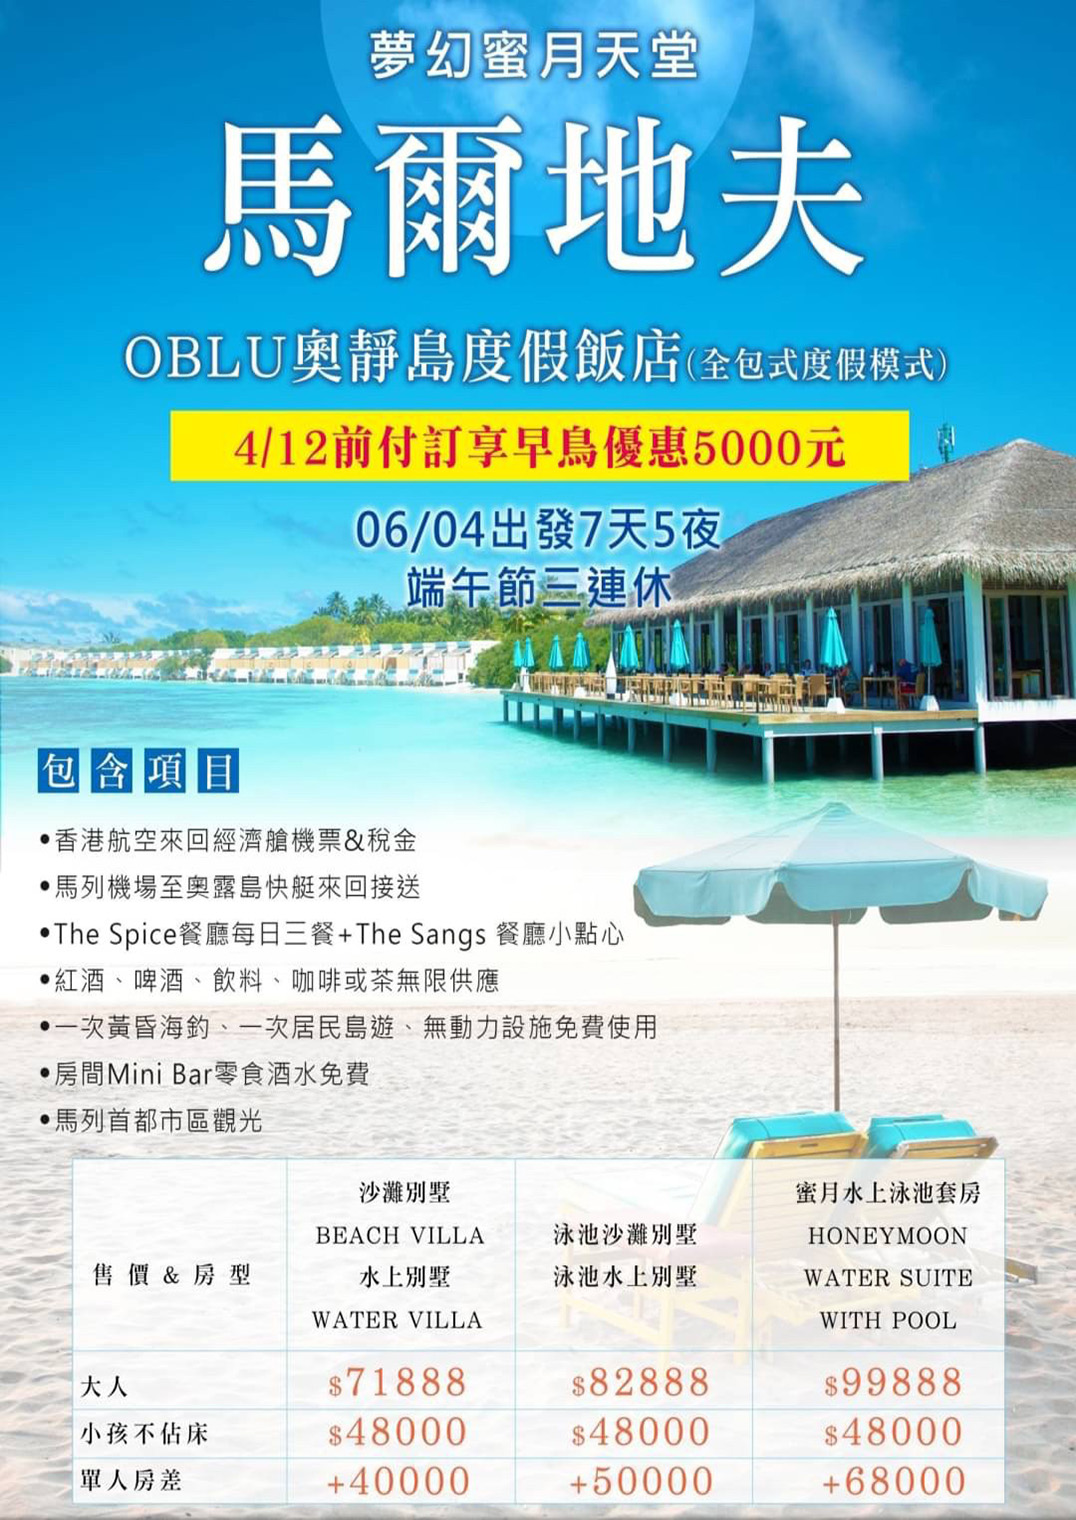 夢幻蜜月天堂
馬爾地夫
OBLU奧靜島度假飯店(全包式度假模式)
4/12前付訂享早鳥優惠5000元
06/04出發7天5夜
端午節三連休
包含項目
•香港航空來回經濟艙機票&稅金
•馬列機場至奧露島快艇來回接送
•The Spice餐廳每日三餐+The Sangs 餐廳小點心
•紅酒、啤酒、飲料、咖啡或茶無限供應
•一次黃昏海釣、一次居民島遊、無動力設施免費使用
•房間Mini Bar零食酒水免費
•馬列首都市區觀光
售價&房型
沙灘別墅
BEACH VILLA
水上別墅
WATER VILLA
泳池沙灘別墅
泳池水上別墅
蜜月水上泳池套房
HONEYMOON
WATER SUITE
WITH POOL
大人 $71888 $82888 $99888
小孩不佔床 $48000 $48000 $48000
單人房差 +40000 +50000 +68000